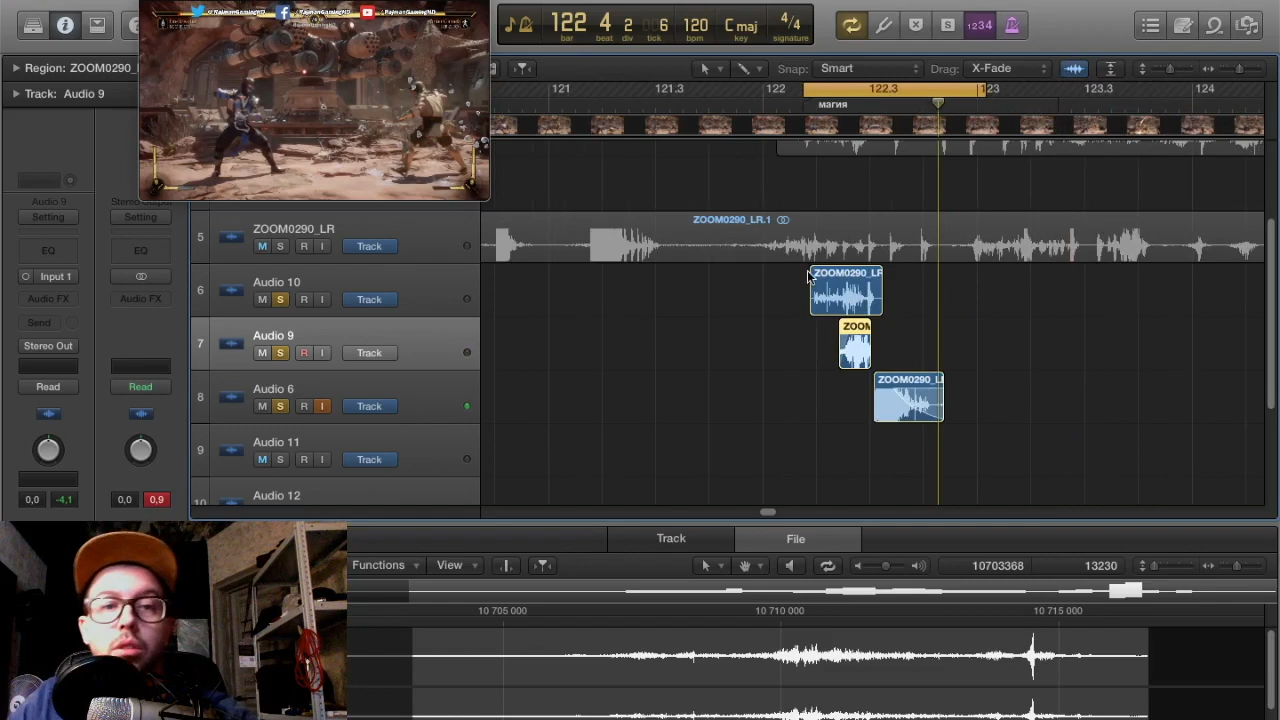 @RajmanGamingHD
@RajmanGamingHD
@RajmanGamingHD
122 4 2 6 120 C maj 4/4
bar beat div tick bpm key signature
1234
Region: ZOOM0290_
Snap: Smart
Drag: X-Fade
Track: Audio 9
121 121.3 122 122.3 123 123.3 124
магия
Audio 9
Setting Setting
EQ EQ
Input 1
Audio FX Audio FX
Send
Stereo Out
Read Read
0,0 -4,1 0,0 0,9
5 ZOOM0290_LR
M S R I Track
ZOOM0290_LR.1
6 Audio 10
M S R I Track
ZOOM0290_LR
7 Audio 9
M S R I Track
ZOOM
8 Audio 6
M S R I Track
ZOOM0290_L
9 Audio 11
M S R I Track
10 Audio 12
Track File
Functions View 10703368 13230
10 705 000 10 710 000 10 715 000